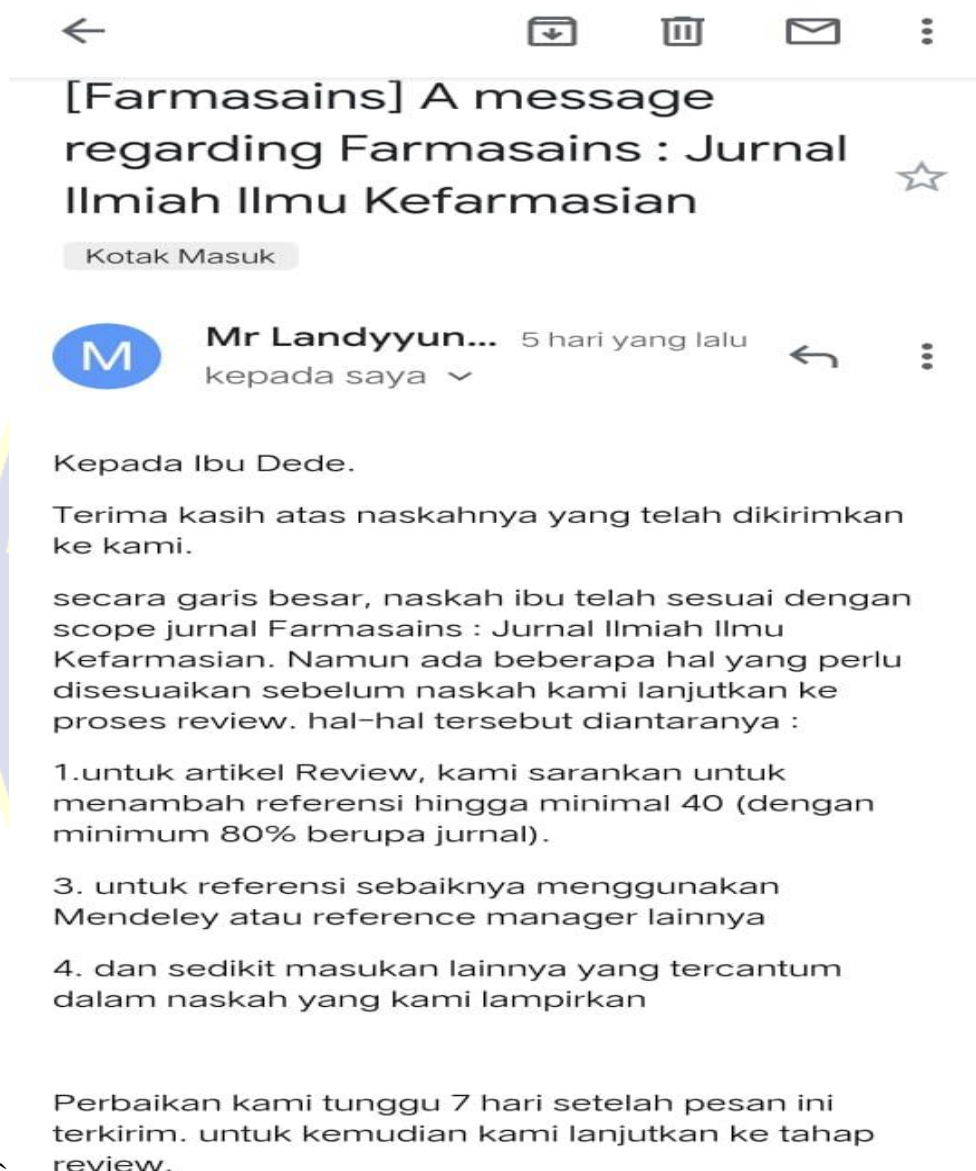 [Farmasains] A message
regarding Farmasains : Jurnal
Ilmiah Ilmu Kefarmasian
Kotak Masuk
M
Mr Landyyun... 5 hari yang lalu
kepada saya
Kepada Ibu Dede.
Terima kasih atas naskahnya yang telah dikirimkan
ke kami.
secara garis besar, naskah ibu telah sesuai dengan
scope jurnal Farmasains : Jurnal Ilmiah Ilmu
Kefarmasian. Namun ada beberapa hal yang perlu
disesuaikan sebelum naskah kami lanjutkan ke
proses review. hal-hal tersebut diantaranya :
1.untuk artikel Review, kami sarankan untuk
menambah referensi hingga minimal 40 (dengan
minimum 80% berupa jurnal).
3. untuk referensi sebaiknya menggunakan
Mendeley atau reference manager lainnya
4. dan sedikit masukan lainnya yang tercantum
dalam naskah yang kami lampirkan
Perbaikan kami tunggu 7 hari setelah pesan ini
terkirim. untuk kemudian kami lanjutkan ke tahap
review.